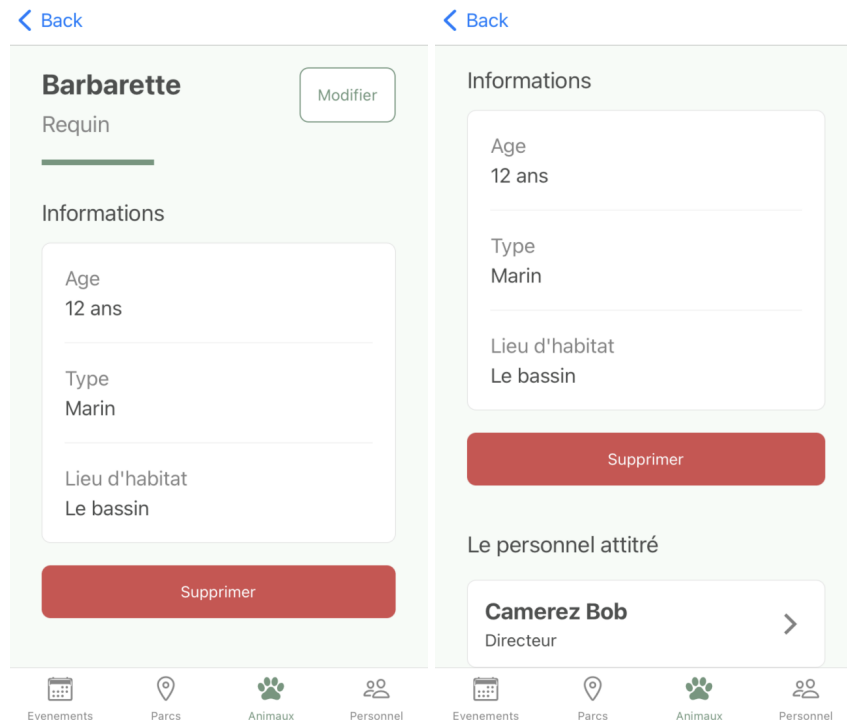 Back
Barbarette
Modifier
Requin
Informations
Age
12 ans
Type
Marin
Lieu d'habitat
Le bassin
Supprimer
Evenements
Parcs
Animaux
Personnel
Back
Informations
Age
12 ans
Type
Marin
Lieu d'habitat
Le bassin
Supprimer
Le personnel attitré
Camerez Bob
Directeur
Evenements
Parcs
Animaux
Personnel